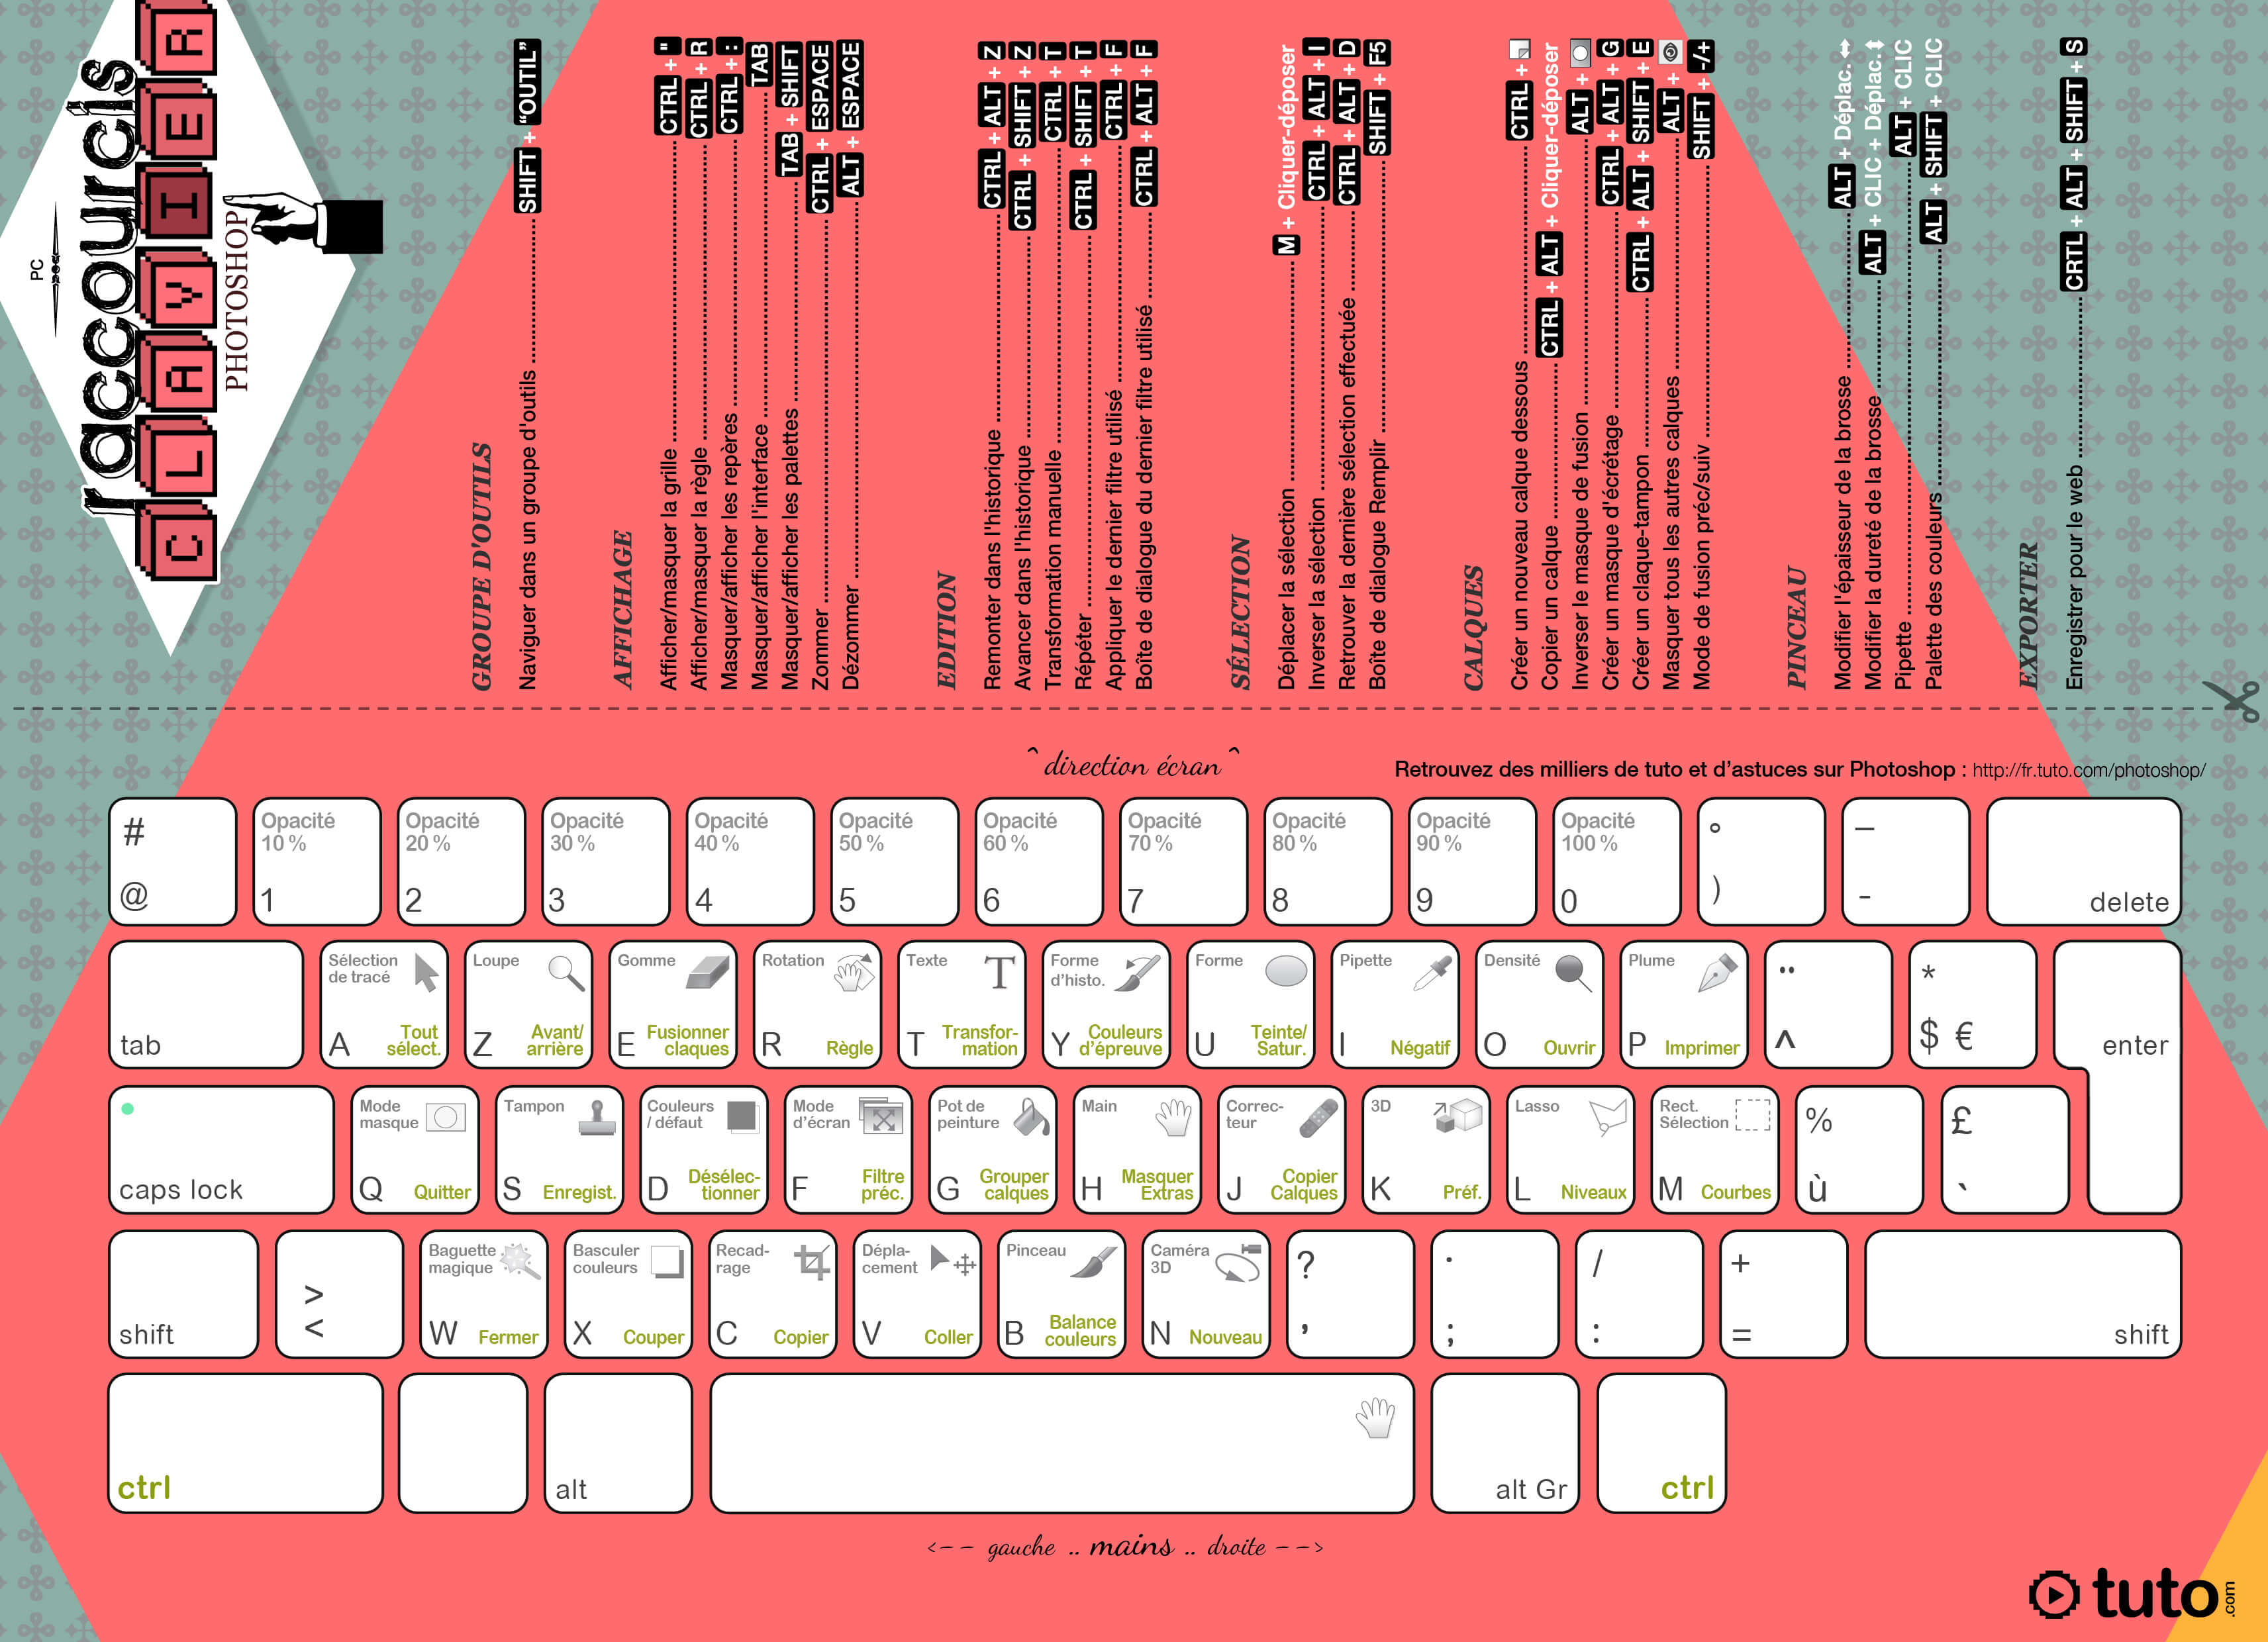 PC
raccourcis
CLAVIER
PHOTOSHOP
GROUPE D'OUTILS
Naviguer dans un groupe d'outils SHIFT + “OUTIL”
AFFICHAGE
Afficher/masquer la grille CTRL + "
Afficher/masquer la règle CTRL + R
Masquer/afficher les repères CTRL + :
Masquer/afficher l'interface TAB
Masquer/afficher les palettes TAB + SHIFT
Zommer CTRL + ESPACE
Dézommer ALT + ESPACE
EDITION
Remonter dans l'historique CTRL + ALT + Z
Avancer dans l'historique CTRL + SHIFT + Z
Transformation manuelle CTRL + T
Répéter CTRL + SHIFT + T
Appliquer le dernier filtre utilisé CTRL + F
Boîte de dialogue du dernier filtre utilisé CTRL + ALT + F
SÉLECTION
Déplacer la sélection M + Cliquer-déposer
Inverser la sélection CTRL + ALT + I
Retrouver la dernière sélection effectuée CTRL + ALT + D
Boîte de dialogue Remplir SHIFT + F5
CALQUES
Créer un nouveau calque dessous CTRL +
Copier un calque CTRL + ALT + Cliquer-déposer
Inverser le masque de fusion ALT +
Créer un masque d'écrétage CTRL + ALT + G
Créer un claque-tampon CTRL + ALT + SHIFT + E
Masquer tous les autres calques ALT +
Mode de fusion préc/suiv SHIFT + -/+
PINCEAU
Modifier l'épaisseur de la brosse ALT + Déplac. ⬌
Modifier la dureté de la brosse ALT + CLIC + Déplac. ⬍
Pipette ALT + CLIC
Palette des couleurs ALT + SHIFT + CLIC
EXPORTER
Enregistrer pour le web CRTL + ALT + SHIFT + S
ˆ direction écran ˆ
Retrouvez des milliers de tuto et d’astuces sur Photoshop : http://fr.tuto.com/photoshop/
#
@
Opacité
10 %
1
Opacité
20 %
2
Opacité
30 %
3
Opacité
40 %
4
Opacité
50 %
5
Opacité
60 %
6
Opacité
70 %
7
Opacité
80 %
8
Opacité
90 %
9
Opacité
100 %
0
°
)
–
-
delete
tab
Sélection
de tracé
A Tout
sélect.
Loupe
Z Avant/
arrière
Gomme
E Fusionner
claques
Rotation
R Règle
Texte
T
T Transfor-
mation
Forme
d’histo.
Y Couleurs
d’épreuve
Forme
U Teinte/
Satur.
Pipette
I Négatif
Densité
O Ouvrir
Plume
P Imprimer
¨
^
*
$ €
enter
caps lock
Mode
masque
Q Quitter
Tampon
S Enregist.
Couleurs
/ défaut
D Désélec-
tionner
Mode
d’écran
F Filtre
préc.
Pot de
peinture
G Grouper
calques
Main
H Masquer
Extras
Correc-
teur
J Copier
Calques
3D
K Préf.
Lasso
L Niveaux
Rect.
Sélection
M Courbes
%
ù
£
`
shift
>
<
Baguette
magique
W Fermer
Basculer
couleurs
X Couper
Recad-
rage
C Copier
Dépla-
cement
V Coller
Pinceau
B Balance
couleurs
Caméra
3D
N Nouveau
?
,
.
;
/
:
+
=
shift
ctrl
alt
alt Gr
ctrl
<-- gauche .. mains .. droite -->
tuto.com